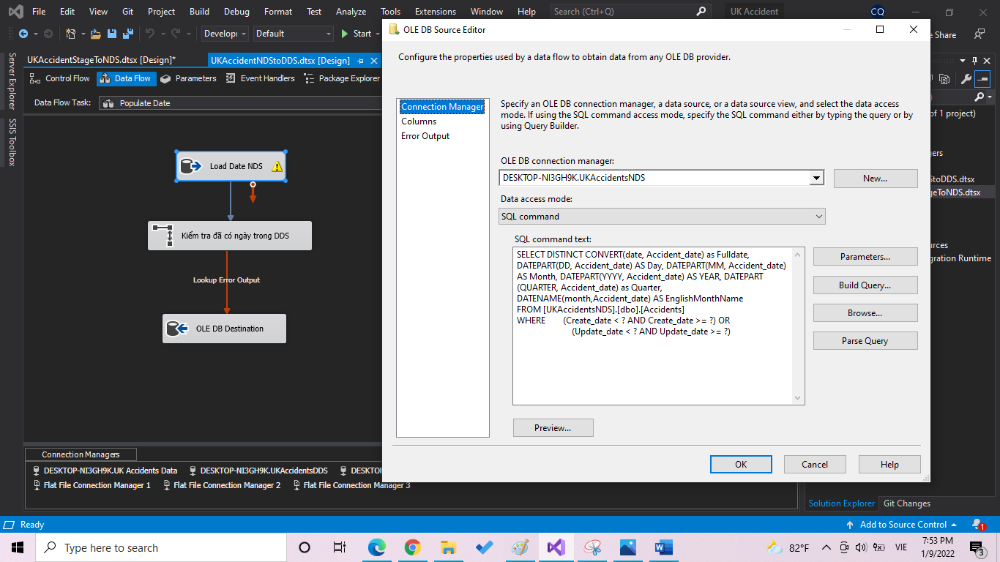 File Edit View Git Project Build Debug Format Test Analyze Tools Extensions Window Help Search (Ctrl+Q) UK Accident CQ
Develop Default Start
Share
UKAccidentStageToNDS.dtsx [Design]* UKAccidentNDStoDDS.dtsx [Design]
Control Flow Data Flow Parameters Event Handlers Package Explorer
Data Flow Task: Populate Date
Server Explorer
SSIS Toolbox
Load Date NDS
Kiểm tra đã có ngày trong DDS
Lookup Error Output
OLE DB Destination
OLE DB Source Editor
Configure the properties used by a data flow to obtain data from any OLE DB provider.
Connection Manager
Columns
Error Output
Specify an OLE DB connection manager, a data source, or a data source view, and select the data access
mode. If using the SQL command access mode, specify the SQL command either by typing the query or by
using Query Builder.
OLE DB connection manager:
DESKTOP-NI3GH9K.UKAccidentsNDS
New...
Data access mode:
SQL command
SQL command text:
SELECT DISTINCT CONVERT(date, Accident_date) as Fulldate,
DATEPART(DD, Accident_date) AS Day, DATEPART(MM, Accident_date)
AS Month, DATEPART(YYYY, Accident_date) AS YEAR, DATEPART
(QUARTER, Accident_date) as Quarter,
DATENAME(month,Accident_date) AS EnglishMonthName
FROM [UKAccidentsNDS].[dbo].[Accidents]
WHERE (Create_date < ? AND Create_date >= ?) OR
(Update_date < ? AND Update_date >= ?)
Parameters...
Build Query...
Browse...
Parse Query
Preview...
OK Cancel Help
of 1 project)
gers
StoDDS.dtsx
geToNDS.dtsx
urces
gration Runtime
Connection Managers
DESKTOP-NI3GH9K.UK Accidents Data DESKTOP-NI3GH9K.UKAccidentsDDS DESKTO
Flat File Connection Manager 1 Flat File Connection Manager 2 Flat File Connection Manager 3
Solution Explorer Git Changes
Ready Add to Source Control 1
Type here to search
82°F VIE 7:53 PM
1/9/2022
3